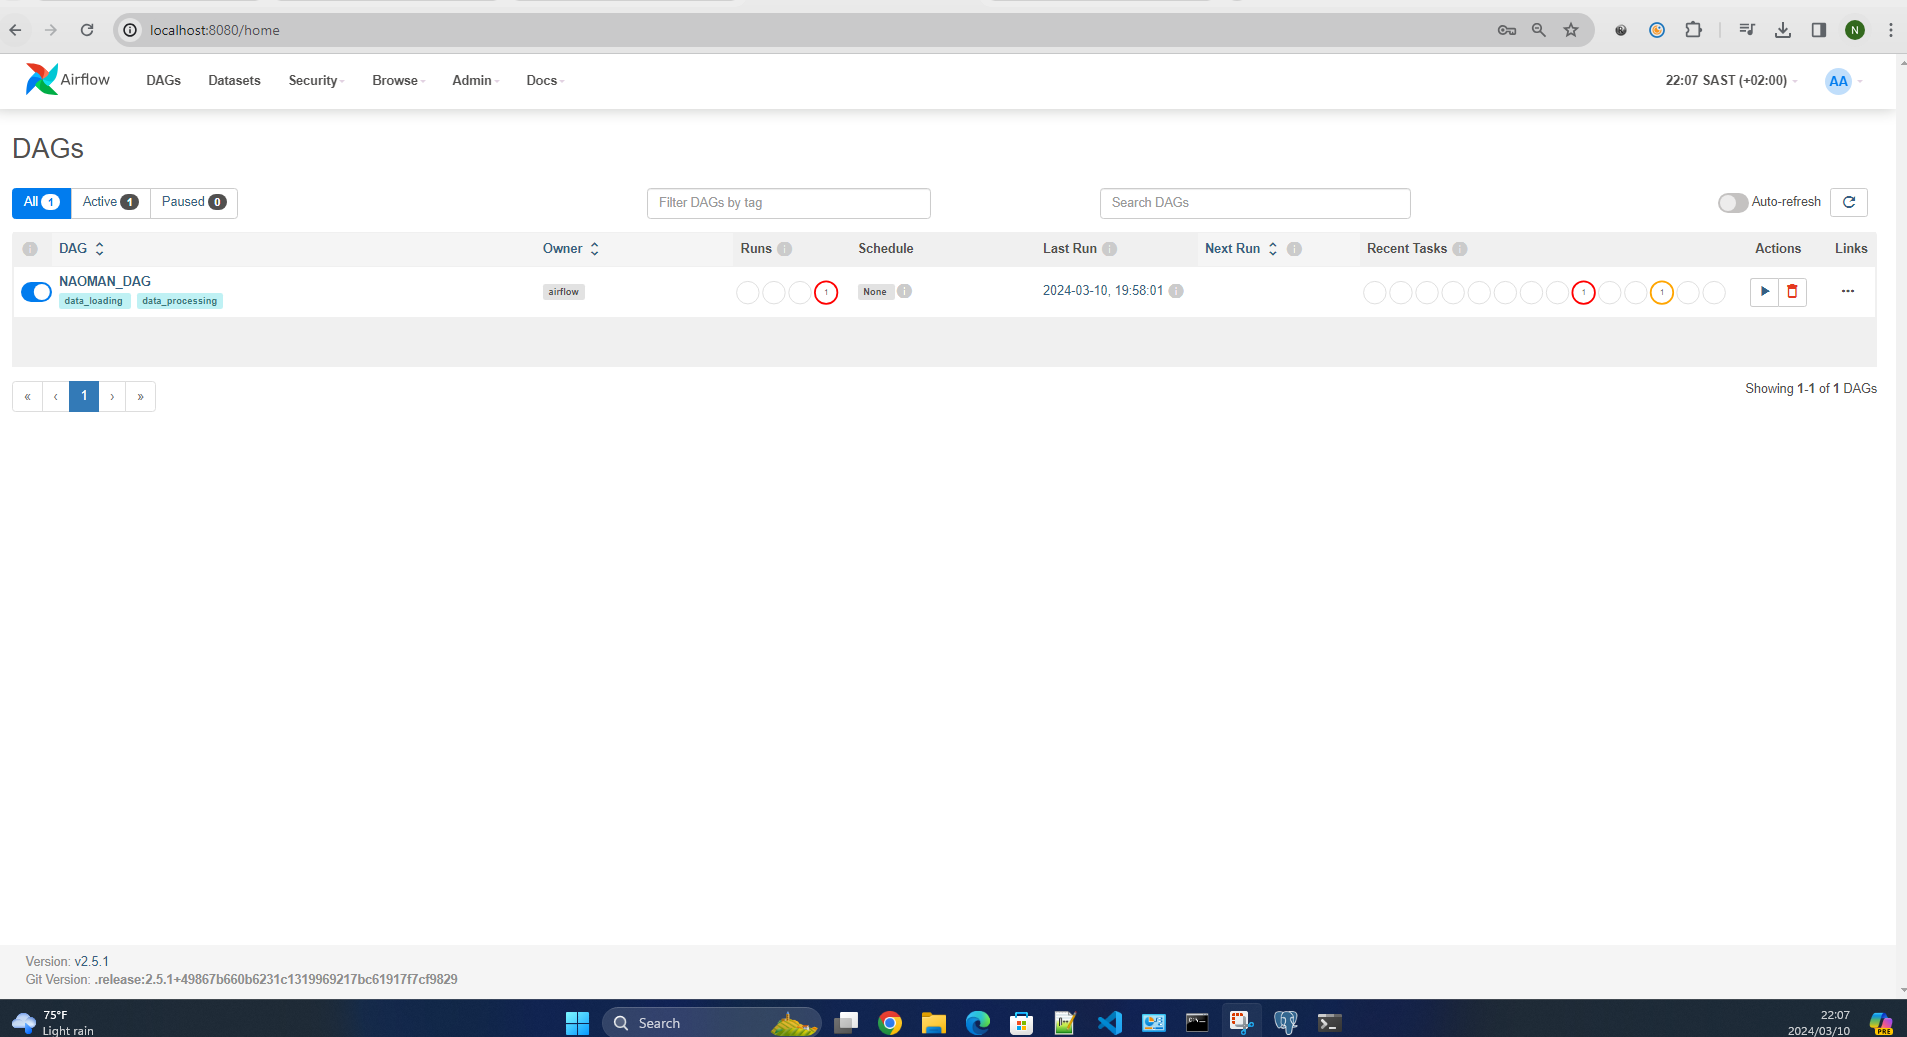 localhost:8080/home
N
Airflow DAGs Datasets Security Browse Admin Docs 22:07 SAST (+02:00) AA
DAGs
All 1 Active 1 Paused 0 Filter DAGs by tag Search DAGs Auto-refresh
DAG Owner Runs Schedule Last Run Next Run Recent Tasks Actions Links
NAOMAN_DAG
data_loading data_processing
airflow 1 None 2024-03-10, 19:58:01 1 1
« ‹ 1 › »
Showing 1-1 of 1 DAGs
Version: v2.5.1
Git Version: .release:2.5.1+49867b660b6231c1319969217bc61917f7cf9829
75°F
Light rain
Search
22:07
2024/03/10
PRE